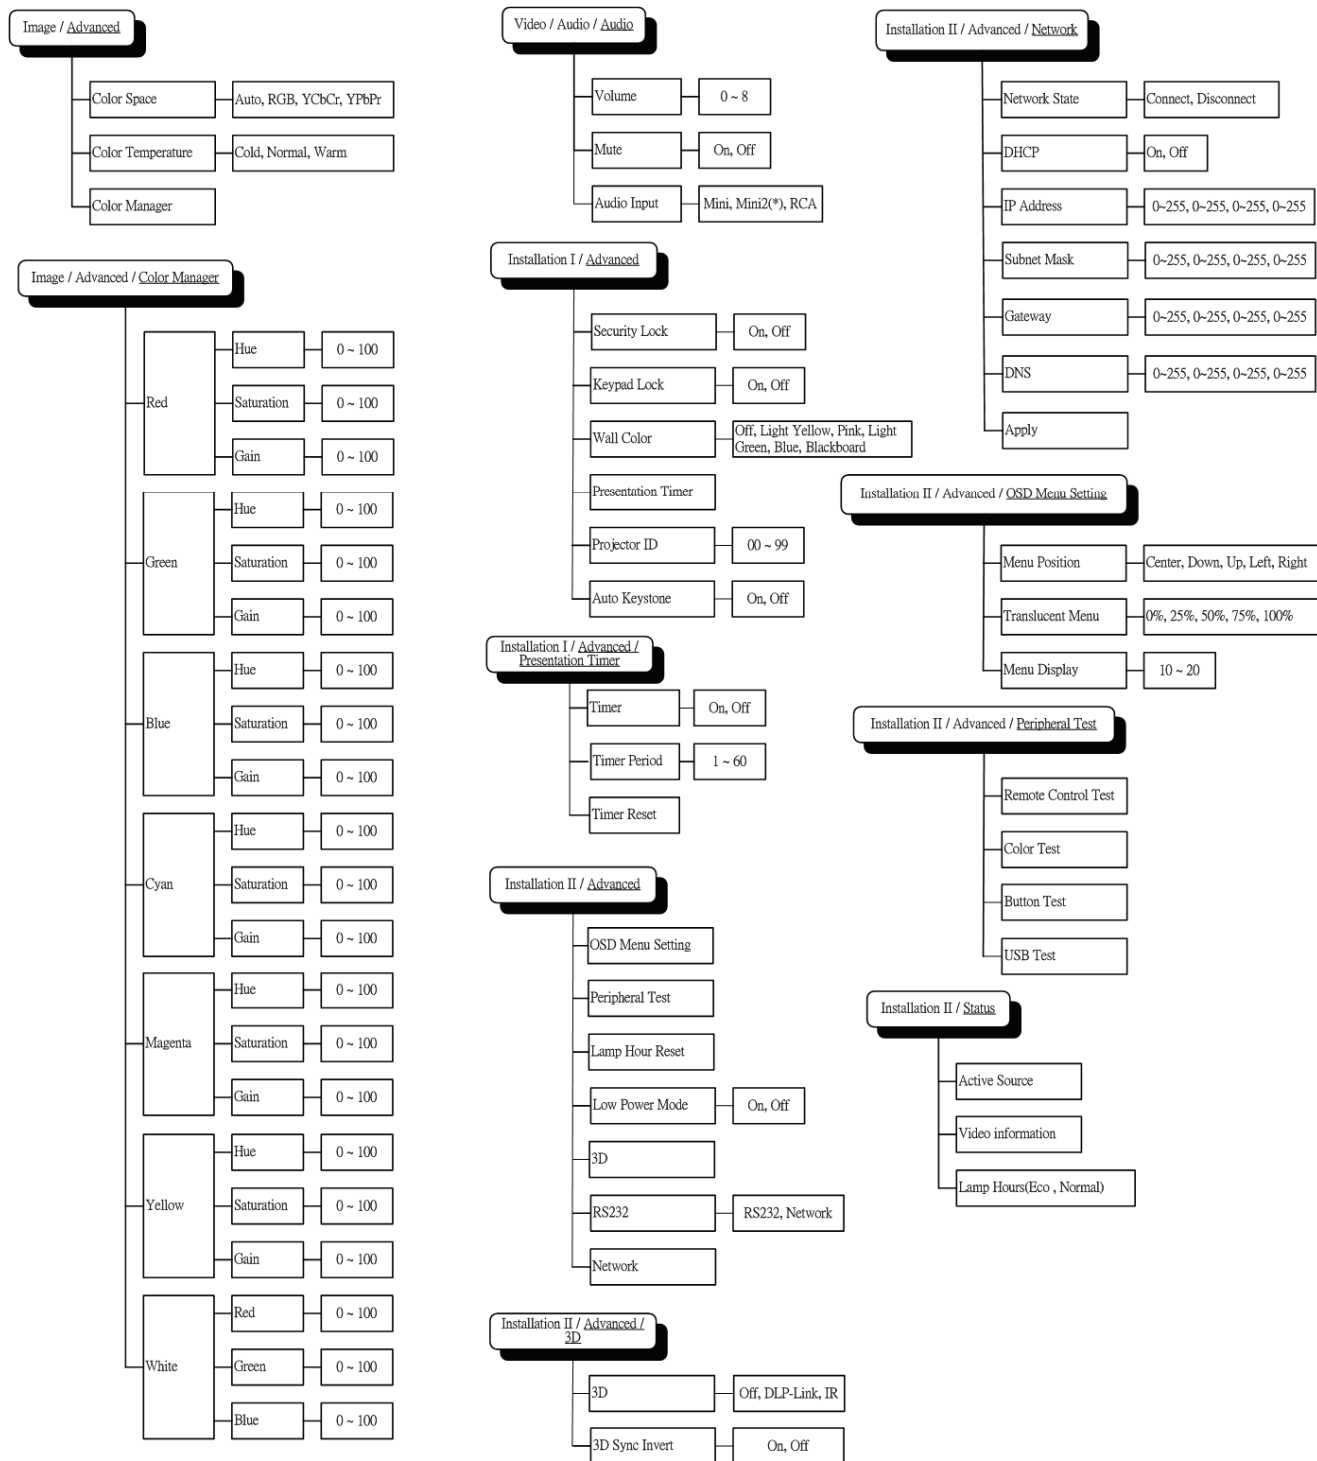 Image / Advanced
Color Space
Auto, RGB, YCbCr, YPbPr
Color Temperature
Cold, Normal, Warm
Color Manager
Image / Advanced / Color Manager
Red
Hue
0 ~ 100
Saturation
0 ~ 100
Gain
0 ~ 100
Green
Hue
0 ~ 100
Saturation
0 ~ 100
Gain
0 ~ 100
Blue
Hue
0 ~ 100
Saturation
0 ~ 100
Gain
0 ~ 100
Cyan
Hue
0 ~ 100
Saturation
0 ~ 100
Gain
0 ~ 100
Magenta
Hue
0 ~ 100
Saturation
0 ~ 100
Gain
0 ~ 100
Yellow
Hue
0 ~ 100
Saturation
0 ~ 100
Gain
0 ~ 100
White
Red
0 ~ 100
Green
0 ~ 100
Blue
0 ~ 100
Video / Audio / Audio
Volume
0 ~ 8
Mute
On, Off
Audio Input
Mini, Mini2(*), RCA
Installation I / Advanced
Security Lock
On, Off
Keypad Lock
On, Off
Wall Color
Off, Light Yellow, Pink, Light
Green, Blue, Blackboard
Presentation Timer
Projector ID
00 ~ 99
Auto Keystone
On, Off
Installation I / Advanced /
Presentation Timer
Timer
On, Off
Timer Period
1 ~ 60
Timer Reset
Installation II / Advanced
OSD Menu Setting
Peripheral Test
Lamp Hour Reset
Low Power Mode
On, Off
3D
RS232
RS232, Network
Network
Installation II / Advanced /
3D
3D
Off, DLP-Link, IR
3D Sync Invert
On, Off
Installation II / Advanced / Network
Network State
Connect, Disconnect
DHCP
On, Off
IP Address
0~255, 0~255, 0~255, 0~255
Subnet Mask
0~255, 0~255, 0~255, 0~255
Gateway
0~255, 0~255, 0~255, 0~255
DNS
0~255, 0~255, 0~255, 0~255
Apply
Installation II / Advanced / OSD Menu Setting
Menu Position
Center, Down, Up, Left, Right
Translucent Menu
0%, 25%, 50%, 75%, 100%
Menu Display
10 ~ 20
Installation II / Advanced / Peripheral Test
Remote Control Test
Color Test
Button Test
USB Test
Installation II / Status
Active Source
Video information
Lamp Hours(Eco , Normal)